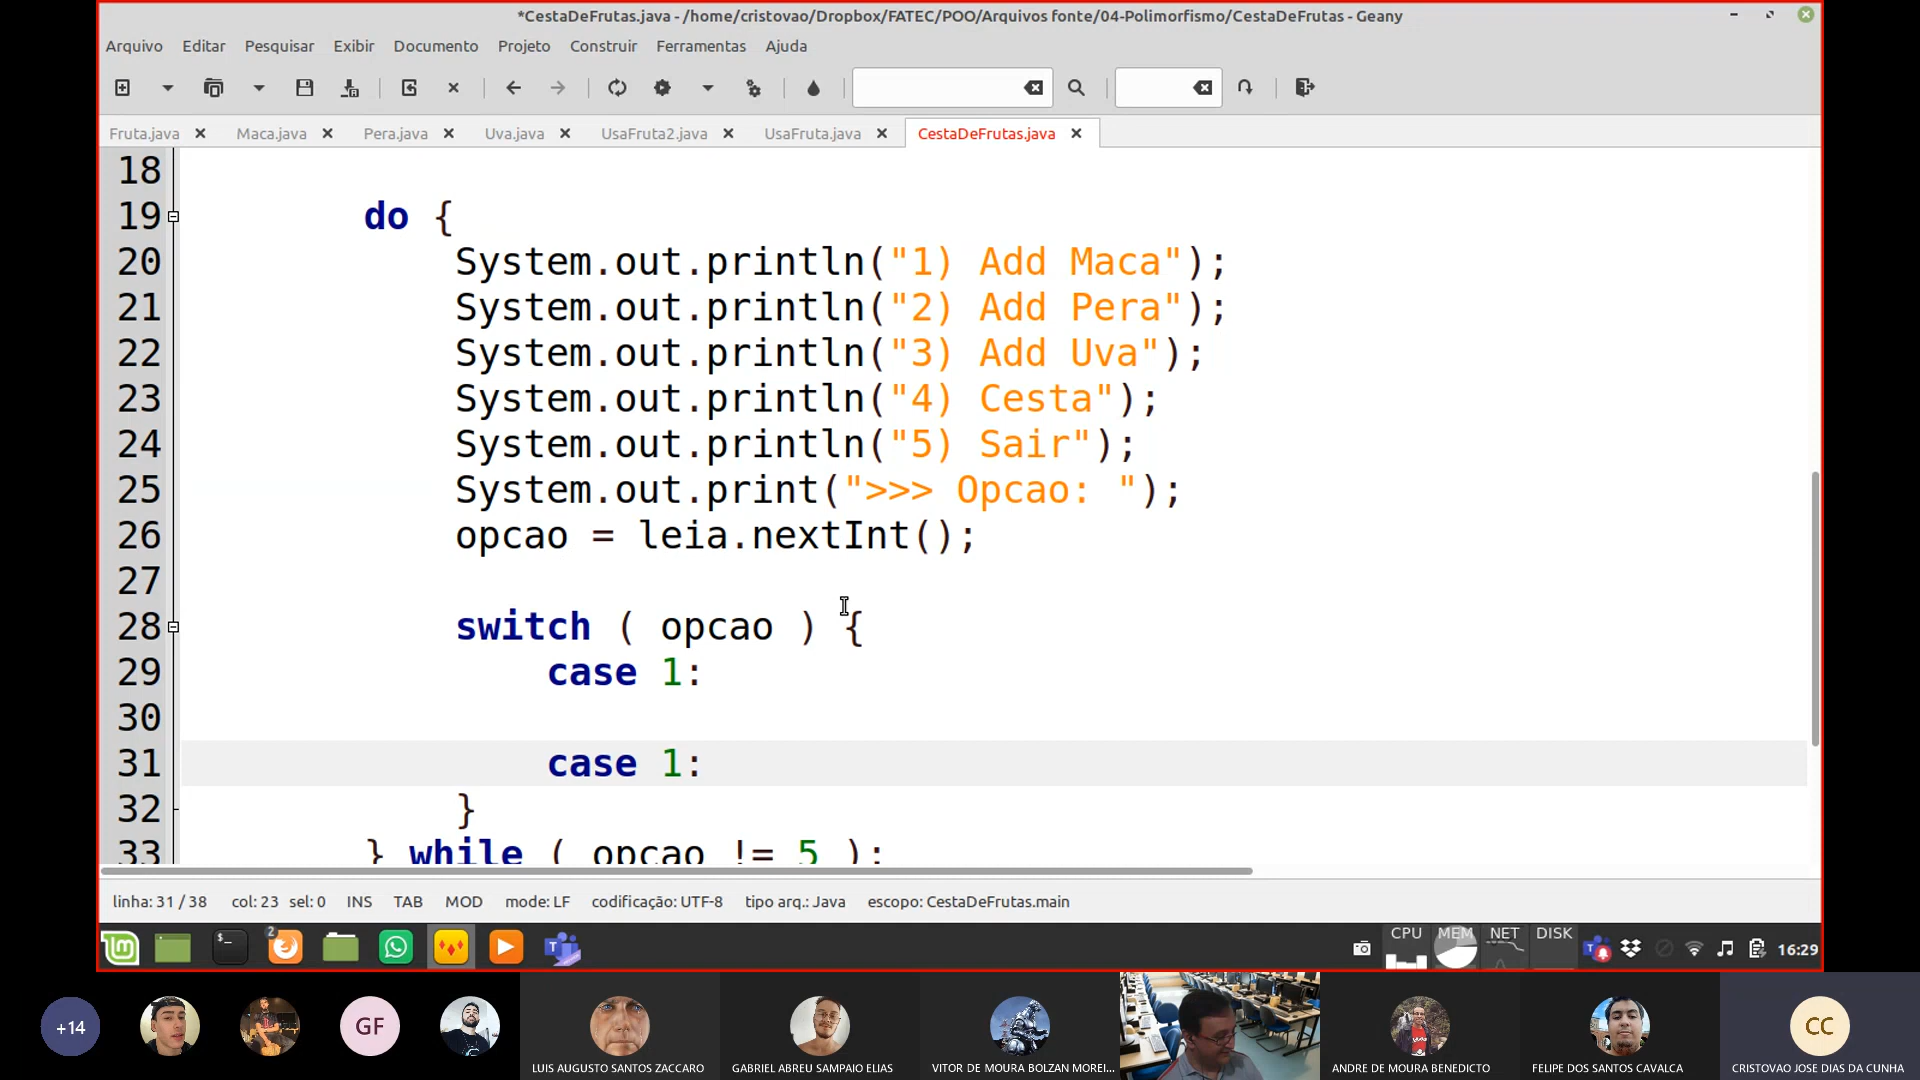 *CestaDeFrutas.java - /home/cristovao/Dropbox/FATEC/POO/Arquivos fonte/04-Polimorfismo/CestaDeFrutas - Geany
Arquivo Editar Pesquisar Exibir Documento Projeto Construir Ferramentas Ajuda
Fruta.java Maca.java Pera.java Uva.java UsaFruta2.java UsaFruta.java CestaDeFrutas.java
18
19 do {
20 System.out.println("1) Add Maca");
21 System.out.println("2) Add Pera");
22 System.out.println("3) Add Uva");
23 System.out.println("4) Cesta");
24 System.out.println("5) Sair");
25 System.out.print(">>> Opcao: ");
26 opcao = leia.nextInt();
27
28 switch ( opcao ) {
29 case 1:
30
31 case 1:
32 }
33 } while ( opcao != 5 );
linha: 31 / 38 col: 23 sel: 0 INS TAB MOD mode: LF codificação: UTF-8 tipo arq.: Java escopo: CestaDeFrutas.main
2 CPU MEM NET DISK 16:29
+14 GF CC
LUIS AUGUSTO SANTOS ZACCARO GABRIEL ABREU SAMPAIO ELIAS VITOR DE MOURA BOLZAN MOREI... ANDRE DE MOURA BENEDICTO FELIPE DOS SANTOS CAVALCA CRISTOVAO JOSE DIAS DA CUNHA